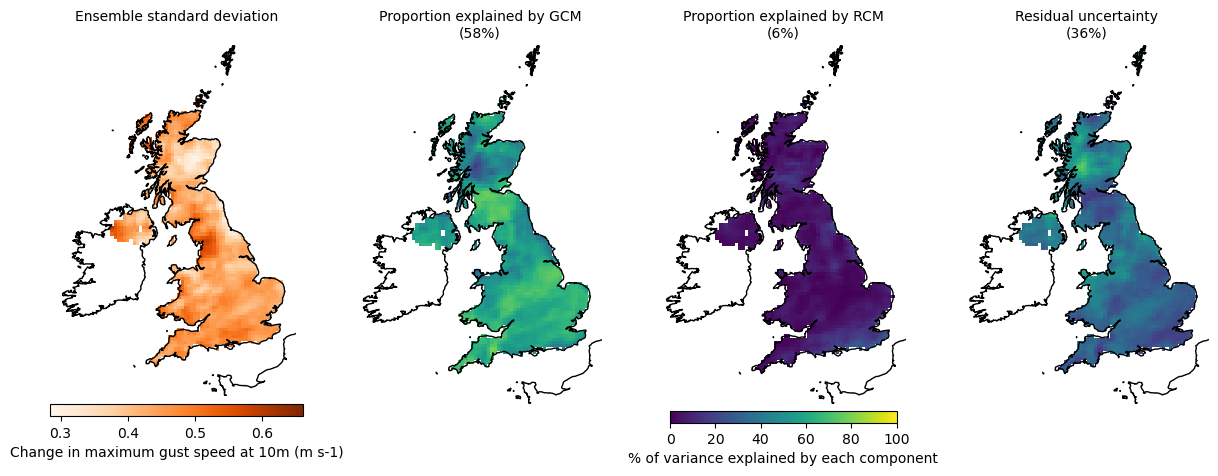 Ensemble standard deviation
Proportion explained by GCM
(58%)
Proportion explained by RCM
(6%)
Residual uncertainty
(36%)
0.3 0.4 0.5 0.6
Change in maximum gust speed at 10m (m s-1)
0 20 40 60 80 100
% of variance explained by each component